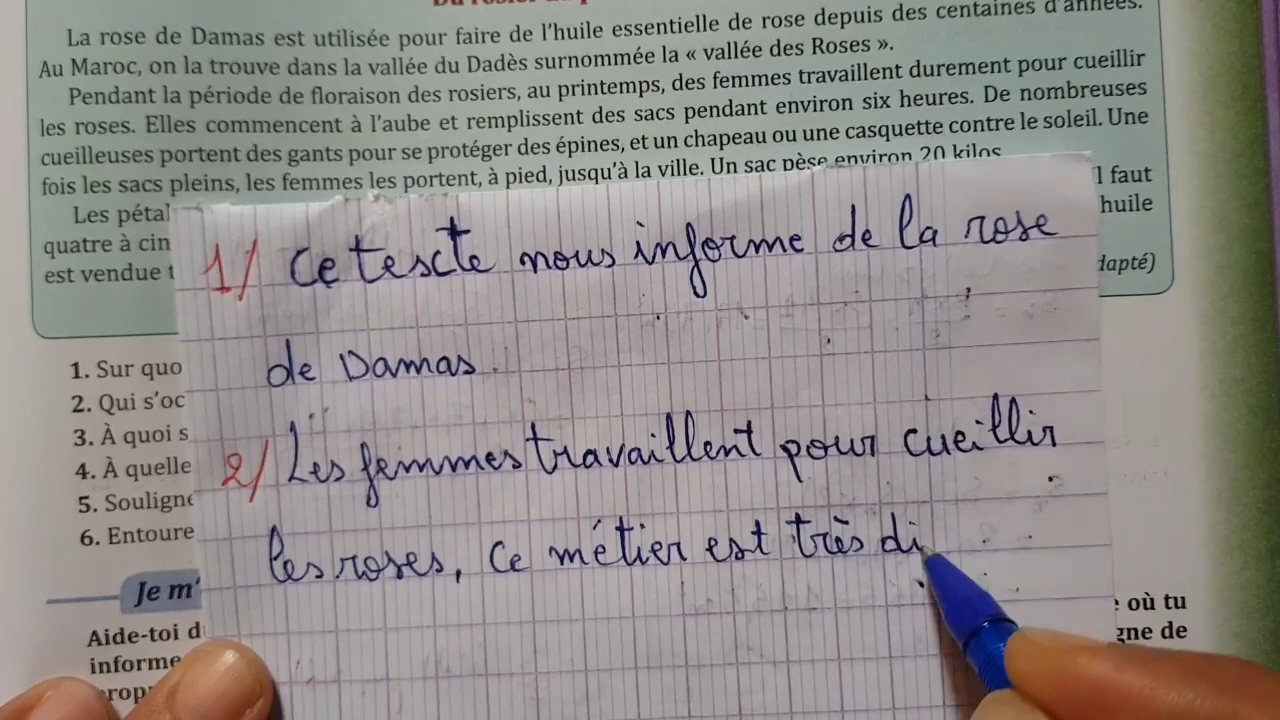 La rose de Damas est utilisée pour faire de l'huile essentielle de rose depuis des centaines d'années.
Au Maroc, on la trouve dans la vallée du Dadès surnommée la « vallée des Roses ».
Pendant la période de floraison des rosiers, au printemps, des femmes travaillent durement pour cueillir
les roses. Elles commencent à l'aube et remplissent des sacs pendant environ six heures. De nombreuses
cueilleuses portent des gants pour se protéger des épines, et un chapeau ou une casquette contre le soleil. Une
fois les sacs pleins, les femmes les portent, à pied, jusqu'à la ville. Un sac pèse environ 20 kilos
Les pétal
l faut
quatre à cin
huile
est vendue t
dapté)
1/ Ce texcte nous informe de la rose
de Damas.
2/ Les femmes travaillent pour cueillir
les roses, Ce métier est très di
1. Sur quo
2. Qui s'oc
3. À quoi s
4. À quelle
5. Souligne
6. Entoure
Je m'
Aide-toi d
: où tu
informe
gne de